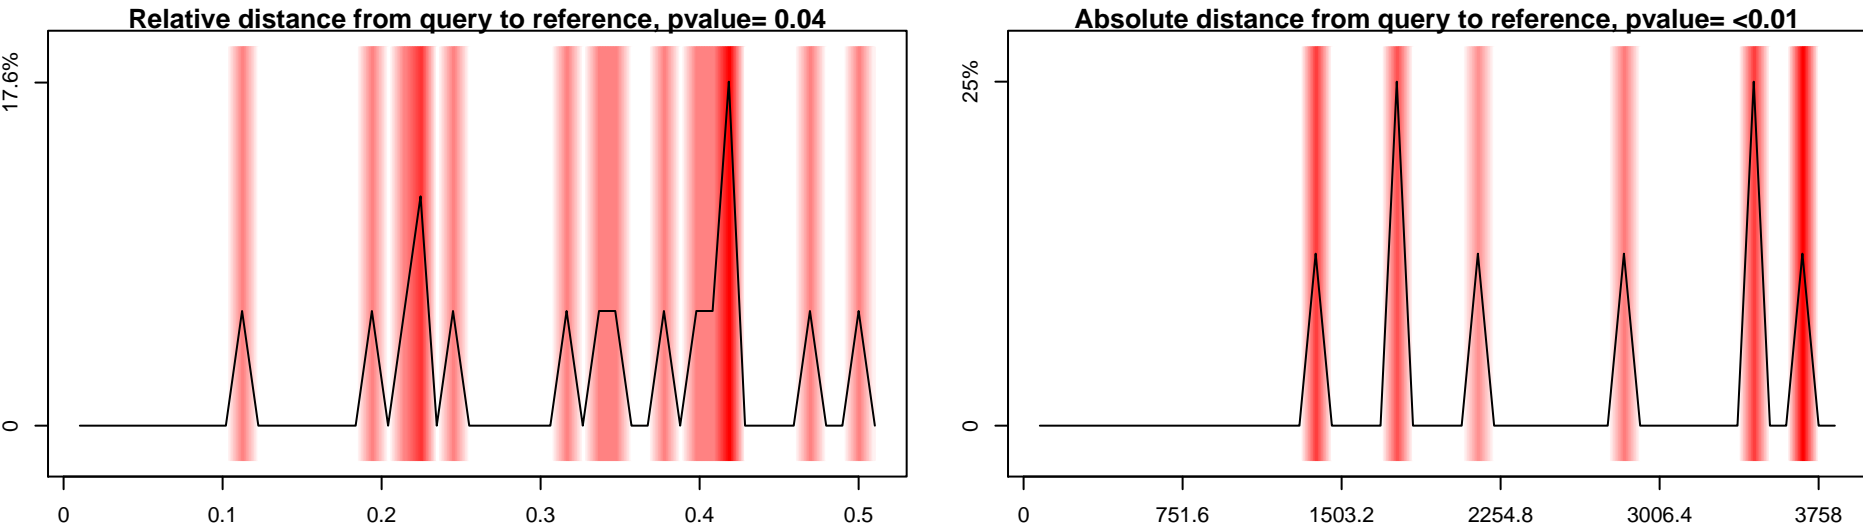 Relative distance from query to reference, pvalue= 0.04
17.6%
0
0 0.1 0.2 0.3 0.4 0.5
Absolute distance from query to reference, pvalue= <0.01
25%
0
0 751.6 1503.2 2254.8 3006.4 3758